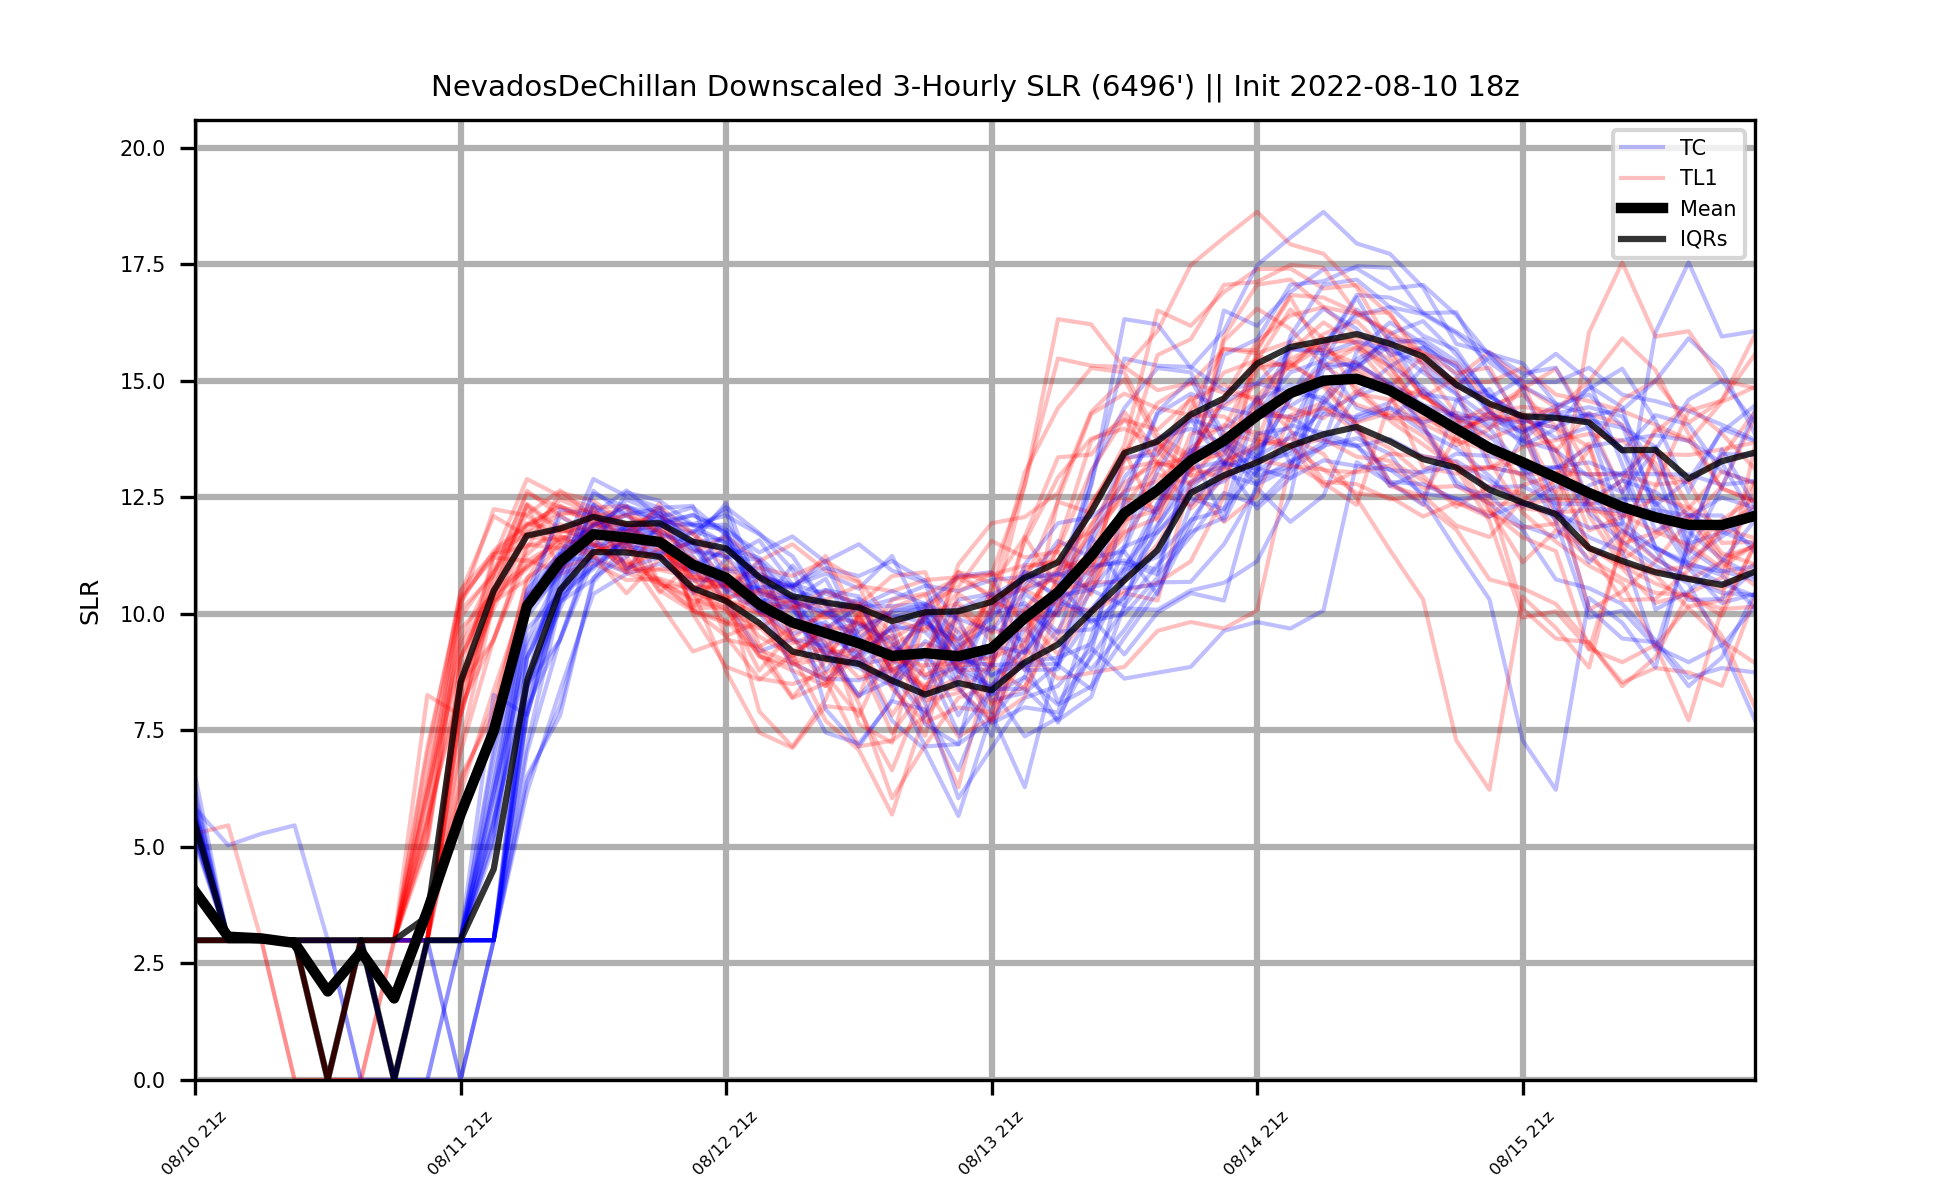 NevadosDeChillan Downscaled 3-Hourly SLR (6496') || Init 2022-08-10 18z
TC
TL1
Mean
IQRs
SLR
20.0
17.5
15.0
12.5
10.0
7.5
5.0
2.5
0.0
08/10 21z
08/11 21z
08/12 21z
08/13 21z
08/14 21z
08/15 21z